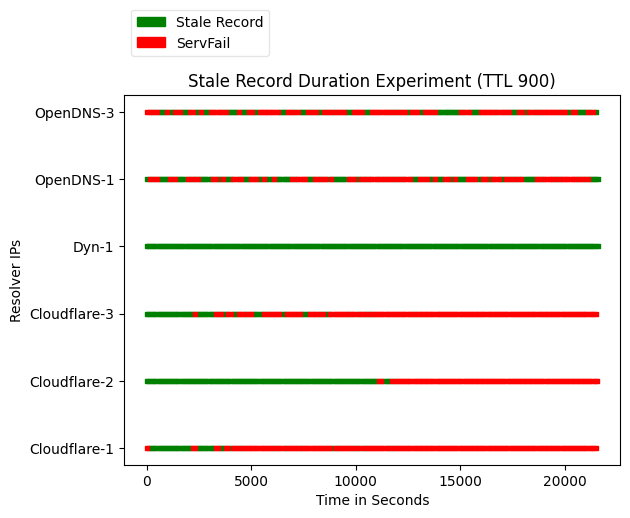 Stale Record
ServFail
Stale Record Duration Experiment (TTL 900)
OpenDNS-3
OpenDNS-1
Dyn-1
Cloudflare-3
Cloudflare-2
Cloudflare-1
Resolver IPs
0 5000 10000 15000 20000
Time in Seconds